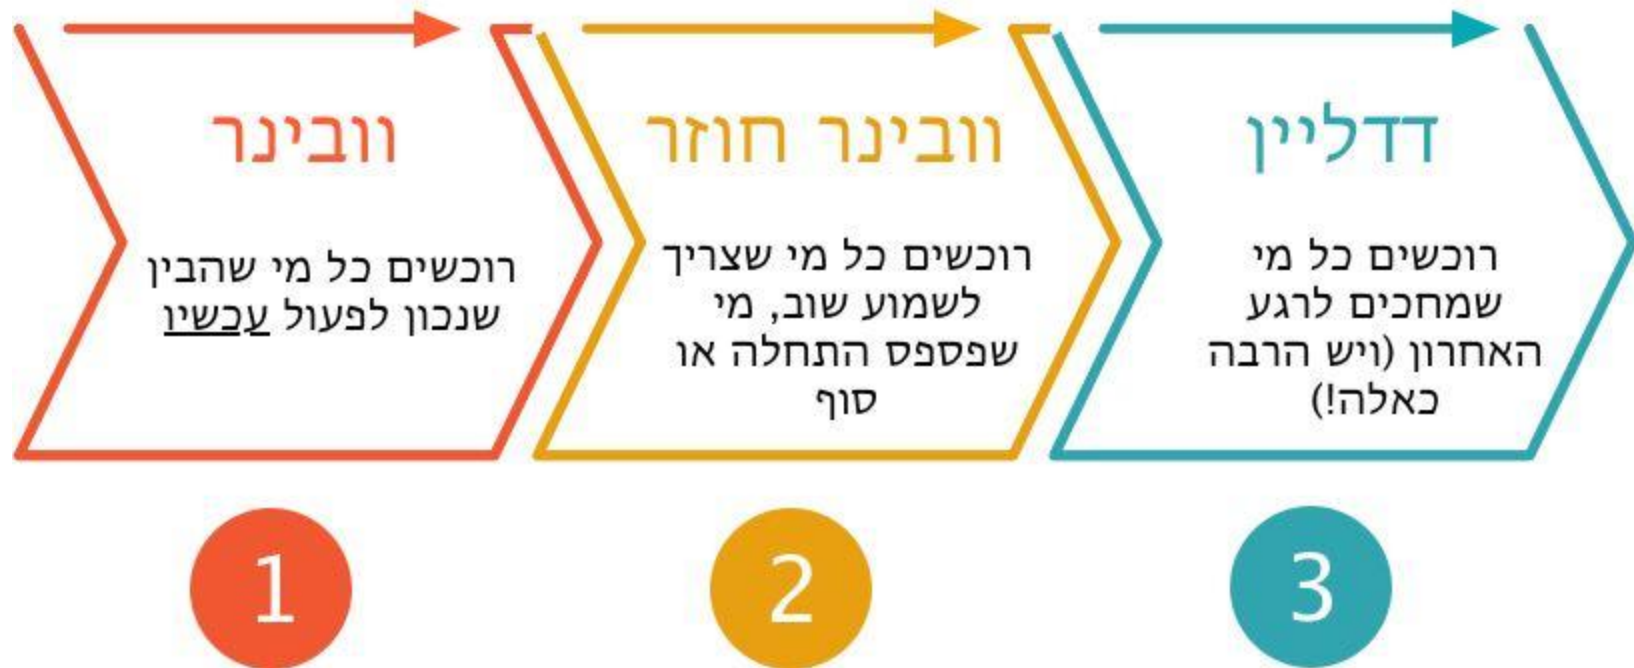 וובינר
רוכשים כל מי שהבין
שנכון לפעול עכשיו
1
וובינר חוזר
רוכשים כל מי שצריך
לשמוע שוב, מי
שפספס התחלה או
סוף
2
דדליין
רוכשים כל מי
שמחכים לרגע
האחרון (ויש הרבה
כאלה!)
3